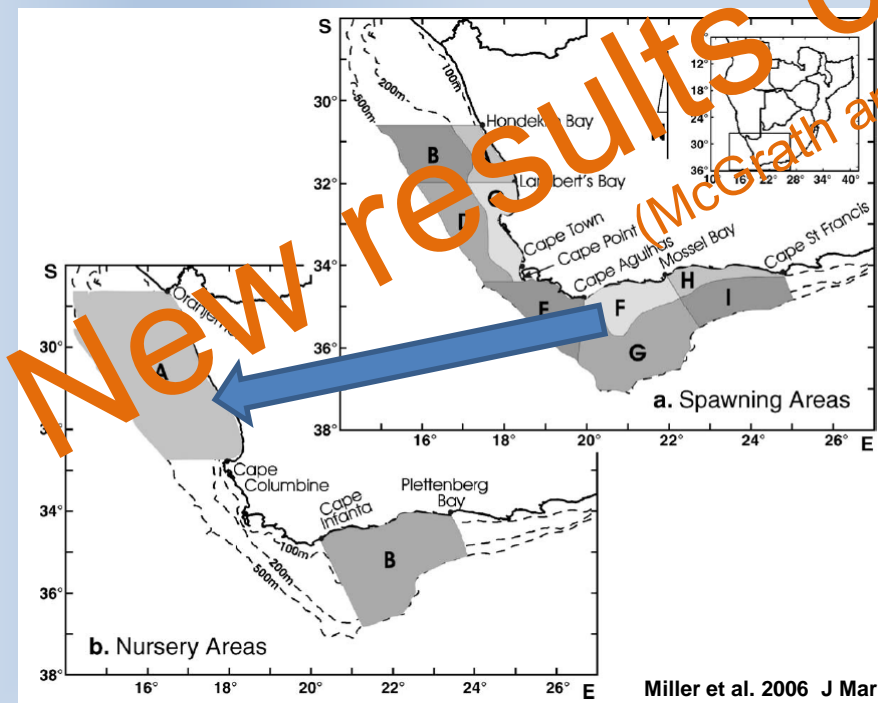 New results
(McGrath
S
30°
32°
34°
36°
38°
500m
200m
100m
B
Hondeklip Bay
Lambert's Bay
Cape Town
Cape Point
Cape Agulhas
Mossel Bay
Cape St Francis
H
I
F
G
a. Spawning Areas
16° 18° 20° 22° 24° 26° E
12°
18°
24°
30°
36°
16° 22° 28° 34° 42°
S
30°
34°
36°
38°
A
Cape
Columbine
Cape
Infanta
Plettenberg
Bay
100m
200m
500m
B
b. Nursery Areas
16° 18° 20° 22° 24° 26° E
Miller et al. 2006 J Mar